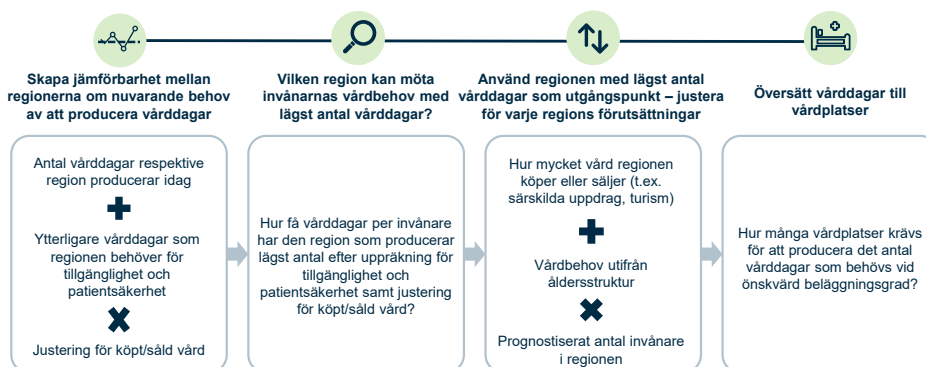 Skapa jämförbarhet mellan
regionerna om nuvarande behov
av att producera vårddagar
Vilken region kan möta
invånarnas vårdbehov med
lägst antal vårddagar?
Använd regionen med lägst antal
vårddagar som utgångspunkt – justera
för varje regions förutsättningar
Översätt vårddagar till
vårdplatser
Antal vårddagar respektive
region producerar idag
Ytterligare vårddagar som
regionen behöver för
tillgänglighet och
patientsäkerhet
Justering för köpt/såld vård
Hur få vårddagar per invånare
har den region som producerar
lägst antal efter uppräkning för
tillgänglighet och
patientsäkerhet samt justering
för köpt/såld vård?
Hur mycket vård regionen
köper eller säljer (t.ex.
särskilda uppdrag, turism)
Vårdbehov utifrån
åldersstruktur
Prognostiserat antal invånare
i regionen
Hur många vårdplatser krävs
för att producera det antal
vårddagar som behövs vid
önskvärd beläggningsgrad?